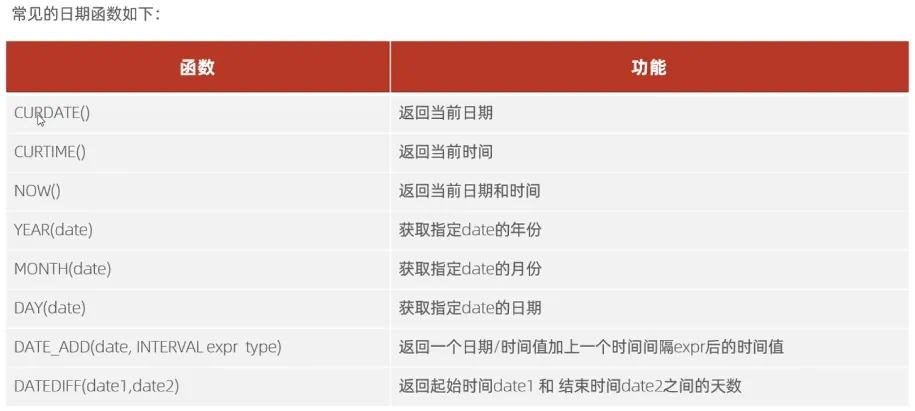 常见的日期函数如下：
函数 功能
CURDATE() 返回当前日期
CURTIME() 返回当前时间
NOW() 返回当前日期和时间
YEAR(date) 获取指定date的年份
MONTH(date) 获取指定date的月份
DAY(date) 获取指定date的日期
DATE_ADD(date, INTERVAL expr type) 返回一个日期/时间值加上一个时间间隔expr后的时间值
DATEDIFF(date1,date2) 返回起始时间date1 和 结束时间date2之间的天数